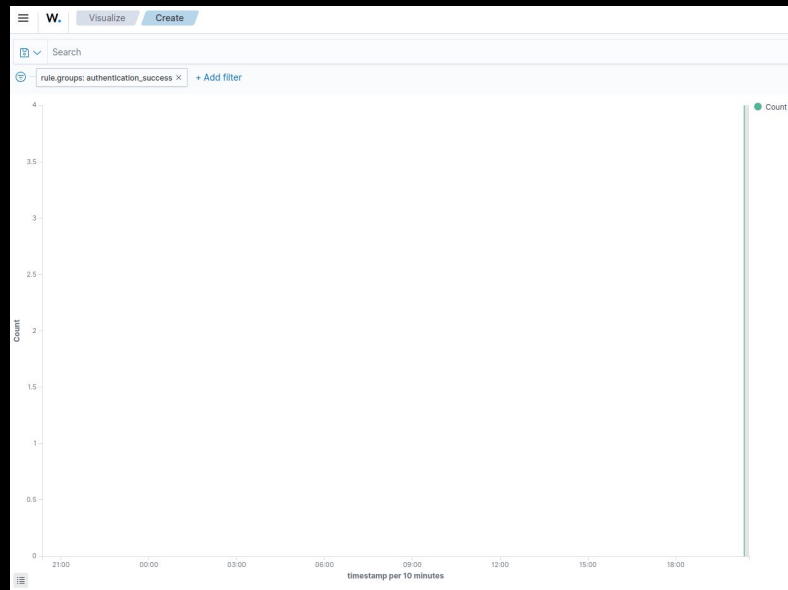 W. Visualize Create
Search
rule.groups: authentication_success × + Add filter
4
Count
3.5
3
2.5
2
1.5
1
0.5
0
Count
21:00 00:00 03:00 06:00 09:00 12:00 15:00 18:00
timestamp per 10 minutes